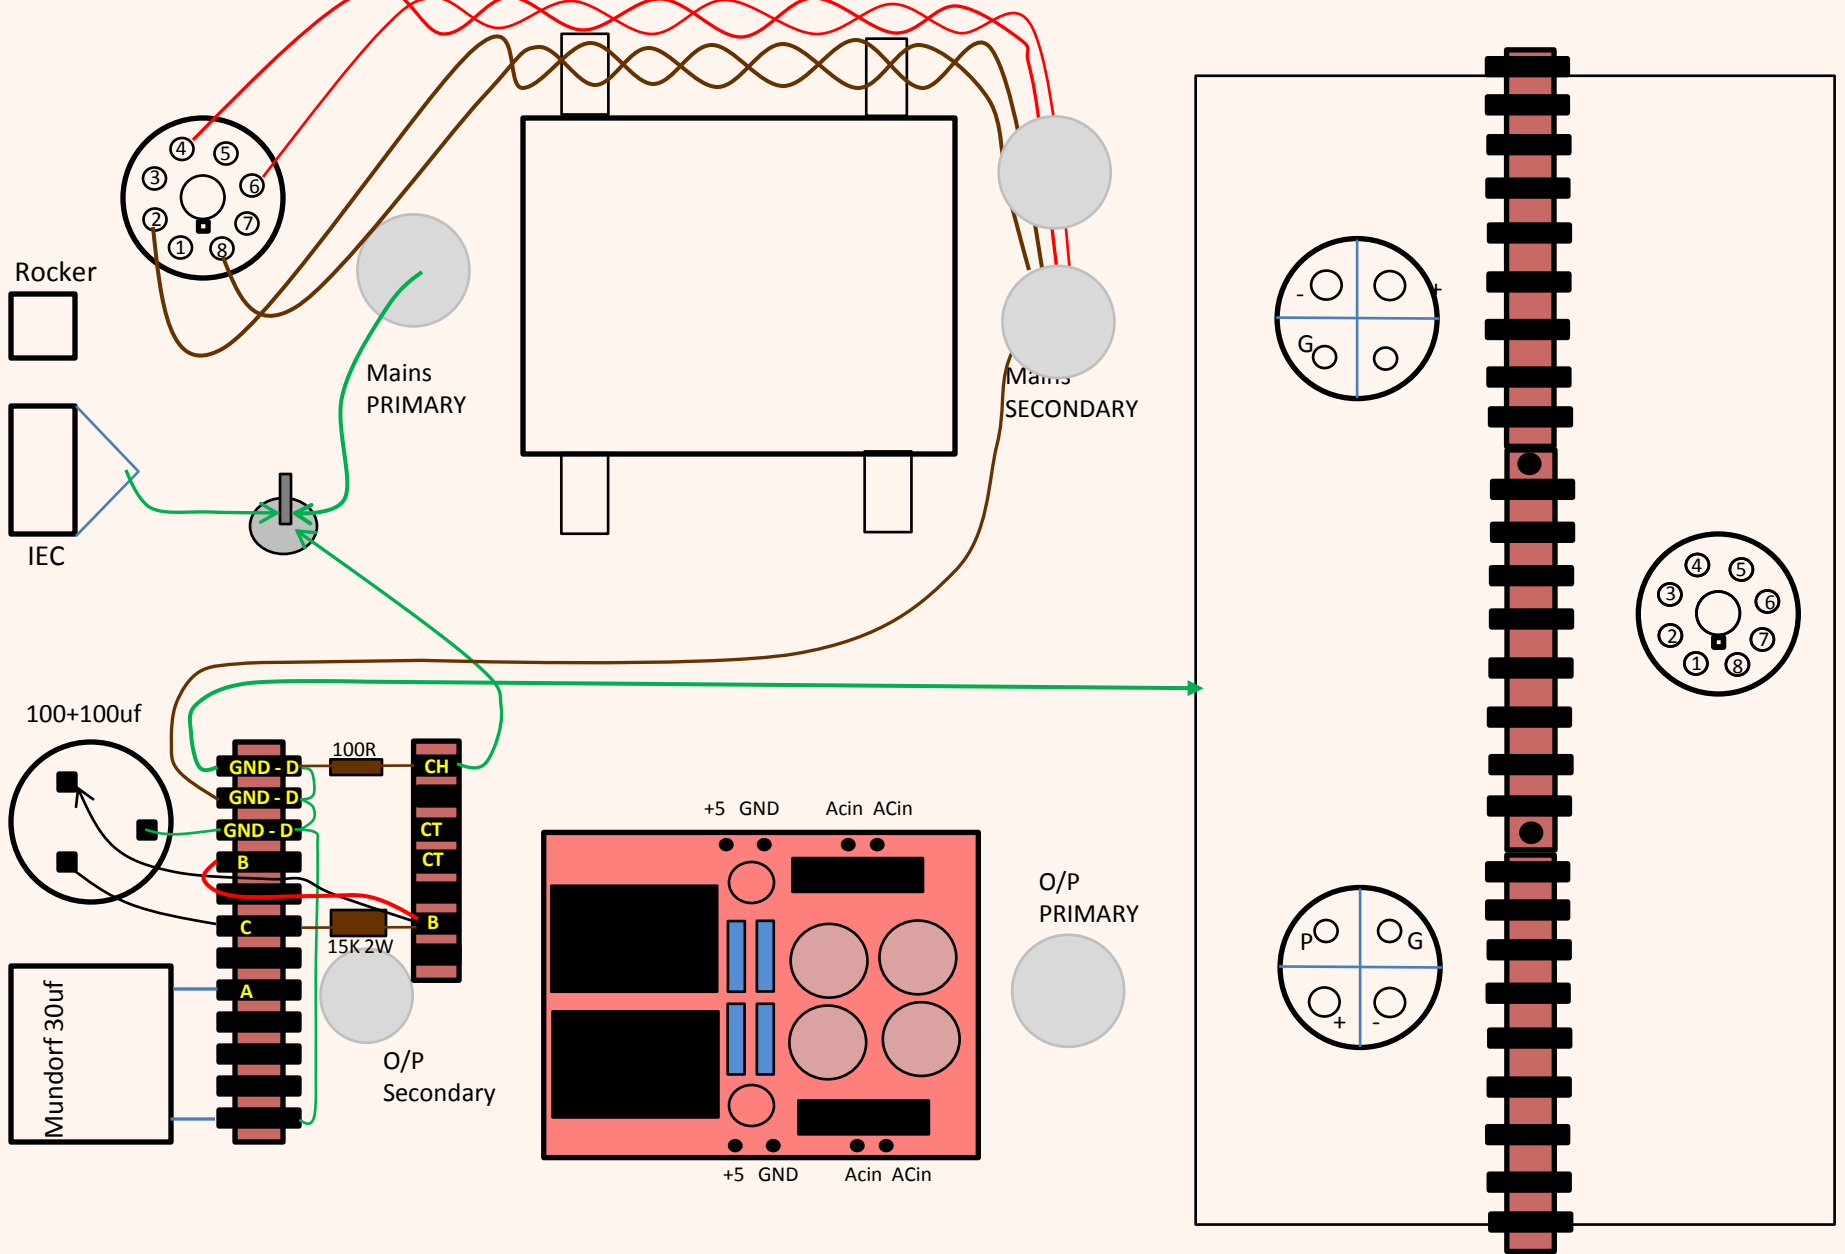 4
5
3
6
2
7
1
8
Rocker
Mains
PRIMARY
Mains
SECONDARY
IEC
100+100uf
100R
GND - D
CH
GND - D
GND - D
CT
B
CT
C
B
15K 2W
A
Mundorf 30uf
O/P
Secondary
+5 GND
Acin ACin
+5 GND
Acin ACin
O/P
PRIMARY
-
+
G
4
5
3
6
2
7
1
8
P
G
+
-